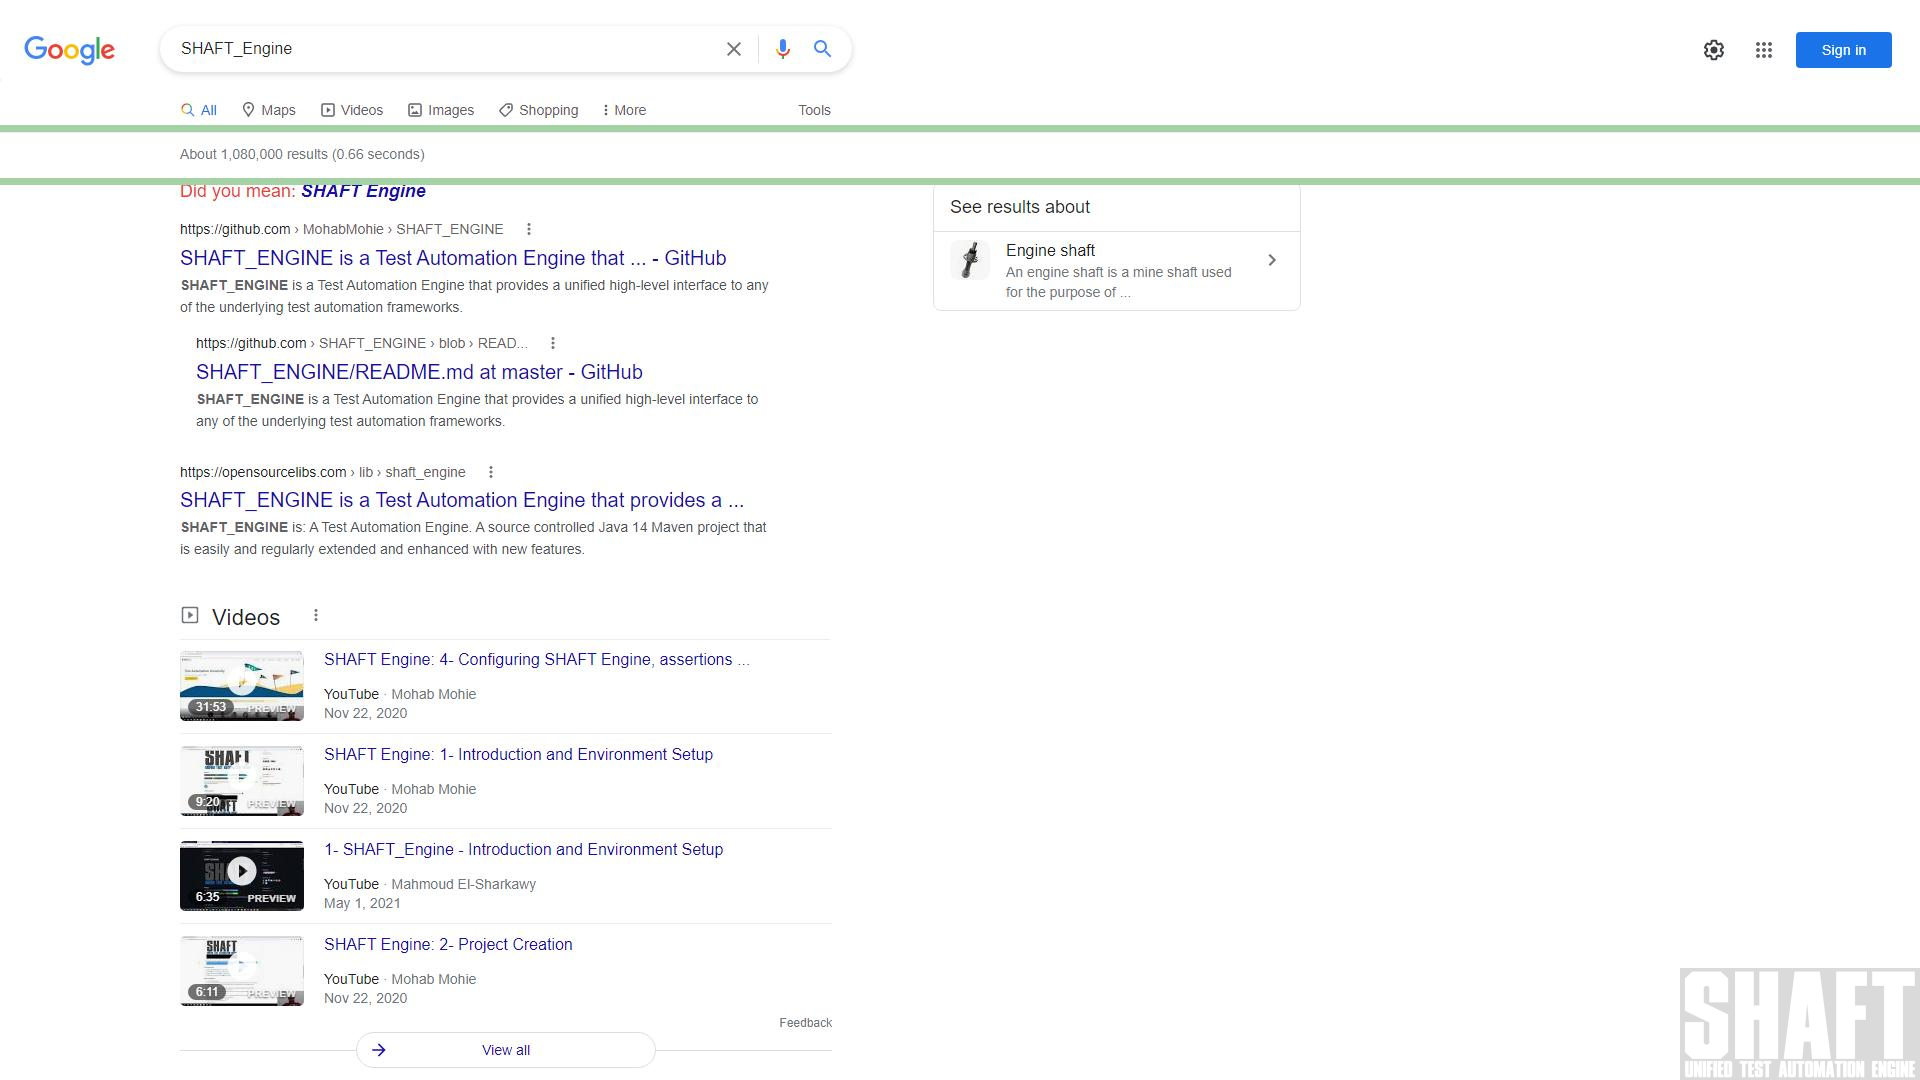 Google
SHAFT_Engine
Sign in
All
Maps
Videos
Images
Shopping
More
Tools
About 1,080,000 results (0.66 seconds)
Did you mean: SHAFT Engine
https://github.com › MohabMohie › SHAFT_ENGINE
SHAFT_ENGINE is a Test Automation Engine that ... - GitHub
SHAFT_ENGINE is a Test Automation Engine that provides a unified high-level interface to any
of the underlying test automation frameworks.
https://github.com › SHAFT_ENGINE › blob › READ...
SHAFT_ENGINE/README.md at master - GitHub
SHAFT_ENGINE is a Test Automation Engine that provides a unified high-level interface to
any of the underlying test automation frameworks.
https://opensourcelibs.com › lib › shaft_engine
SHAFT_ENGINE is a Test Automation Engine that provides a ...
SHAFT_ENGINE is: A Test Automation Engine. A source controlled Java 14 Maven project that
is easily and regularly extended and enhanced with new features.
See results about
Engine shaft
An engine shaft is a mine shaft used
for the purpose of ...
Videos
SHAFT Engine: 4- Configuring SHAFT Engine, assertions ...
YouTube · Mohab Mohie
Nov 22, 2020
31:53
PREVIEW
SHAFT Engine: 1- Introduction and Environment Setup
YouTube · Mohab Mohie
Nov 22, 2020
SHAFT
9:20
PREVIEW
SHAFT
1- SHAFT_Engine - Introduction and Environment Setup
YouTube · Mahmoud El-Sharkawy
May 1, 2021
6:35
PREVIEW
SHAFT Engine: 2- Project Creation
YouTube · Mohab Mohie
Nov 22, 2020
SHAFT
6:11
PREVIEW
Feedback
View all
SHAFT
UNIFIED TEST AUTOMATION ENGINE